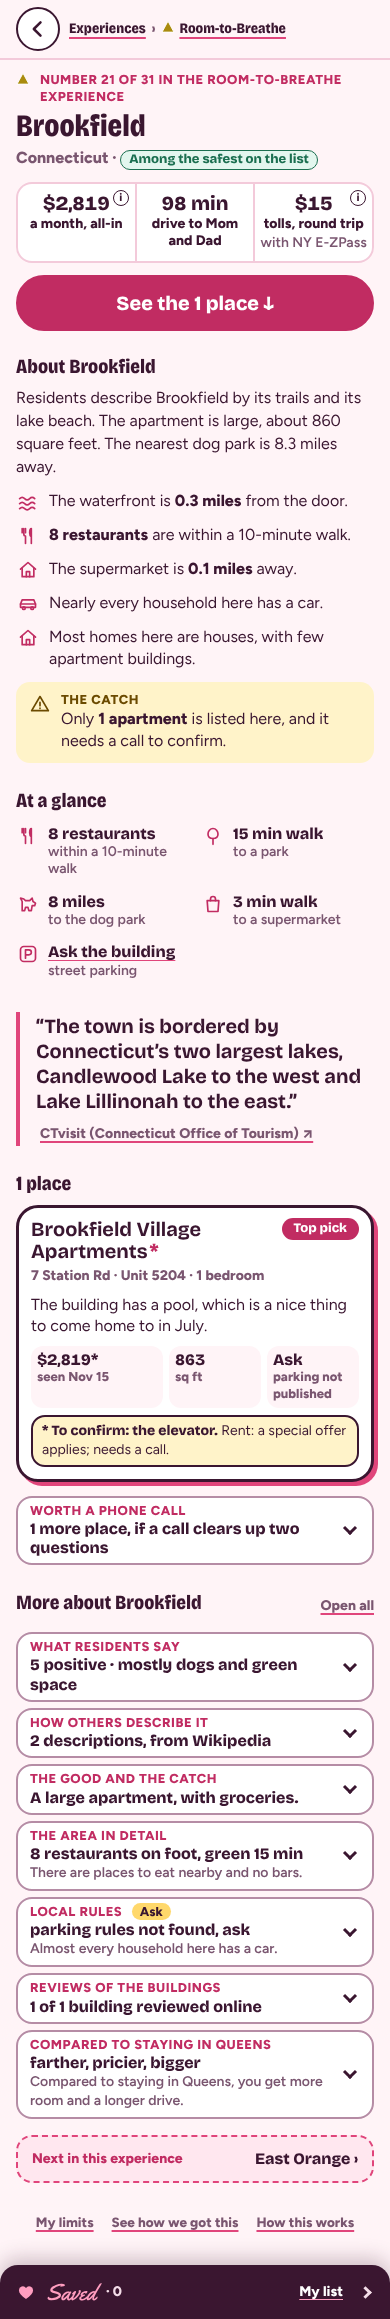 Experiences › Room-to-Breathe
NUMBER 21 OF 31 IN THE ROOM-TO-BREATHE
EXPERIENCE
Brookfield
Connecticut · Among the safest on the list
$2,819
a month, all-in
98 min
drive to Mom
and Dad
$15
tolls, round trip
with NY E-ZPass
See the 1 place ↓
About Brookfield
Residents describe Brookfield by its trails and its
lake beach. The apartment is large, about 860
square feet. The nearest dog park is 8.3 miles
away.
The waterfront is 0.3 miles from the door.
8 restaurants are within a 10-minute walk.
The supermarket is 0.1 miles away.
Nearly every household here has a car.
Most homes here are houses, with few
apartment buildings.
THE CATCH
Only 1 apartment is listed here, and it
needs a call to confirm.
At a glance
8 restaurants
within a 10-minute
walk
15 min walk
to a park
8 miles
to the dog park
3 min walk
to a supermarket
Ask the building
street parking
“The town is bordered by
Connecticut’s two largest lakes,
Candlewood Lake to the west and
Lake Lillinonah to the east.”
CTvisit (Connecticut Office of Tourism) ↗
1 place
Brookfield Village
Apartments*
Top pick
7 Station Rd · Unit 5204 · 1 bedroom
The building has a pool, which is a nice thing
to come home to in July.
$2,819*
seen Nov 15
863
sq ft
Ask
parking not
published
* To confirm: the elevator. Rent: a special offer
applies; needs a call.
WORTH A PHONE CALL
1 more place, if a call clears up two
questions
More about Brookfield
Open all
WHAT RESIDENTS SAY
5 positive · mostly dogs and green
space
HOW OTHERS DESCRIBE IT
2 descriptions, from Wikipedia
THE GOOD AND THE CATCH
A large apartment, with groceries.
THE AREA IN DETAIL
8 restaurants on foot, green 15 min
There are places to eat nearby and no bars.
LOCAL RULES Ask
parking rules not found, ask
Almost every household here has a car.
REVIEWS OF THE BUILDINGS
1 of 1 building reviewed online
COMPARED TO STAYING IN QUEENS
farther, pricier, bigger
Compared to staying in Queens, you get more
room and a longer drive.
Next in this experience
East Orange ›
My limits See how we got this How this works
Saved · 0
My list